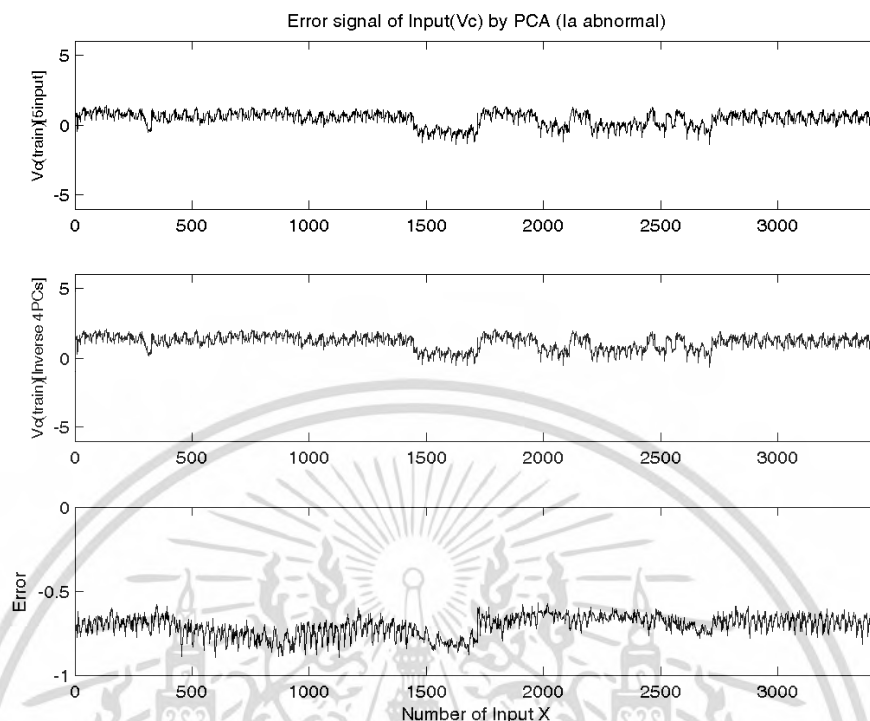 Error signal of Input(Vc) by PCA (Ia abnormal)
Vc(train)[5input]
5
0
-5
0 500 1000 1500 2000 2500 3000
Vc(train)[Inverse 4PCs]
5
0
-5
0 500 1000 1500 2000 2500 3000
Error
0
-0.5
-1
0 500 1000 1500 2000 2500 3000
Number of Input X